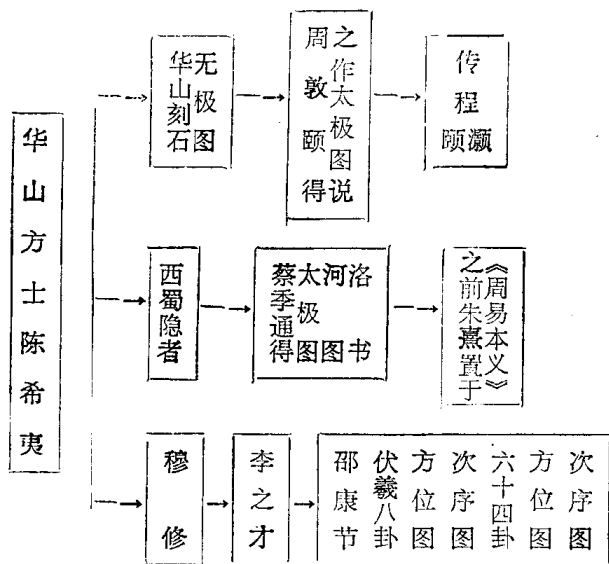 华山方士陈希夷
华山刻石
无极图
周敦颐得
之作太极图说
传程
颐灏
西蜀隐者
蔡季通得
太极图
河图
洛书
之前朱熹置于
《周易本义》
穆修
李之才
邵康节
伏羲八卦
方位图
次序图
六十四卦
方位图
次序图